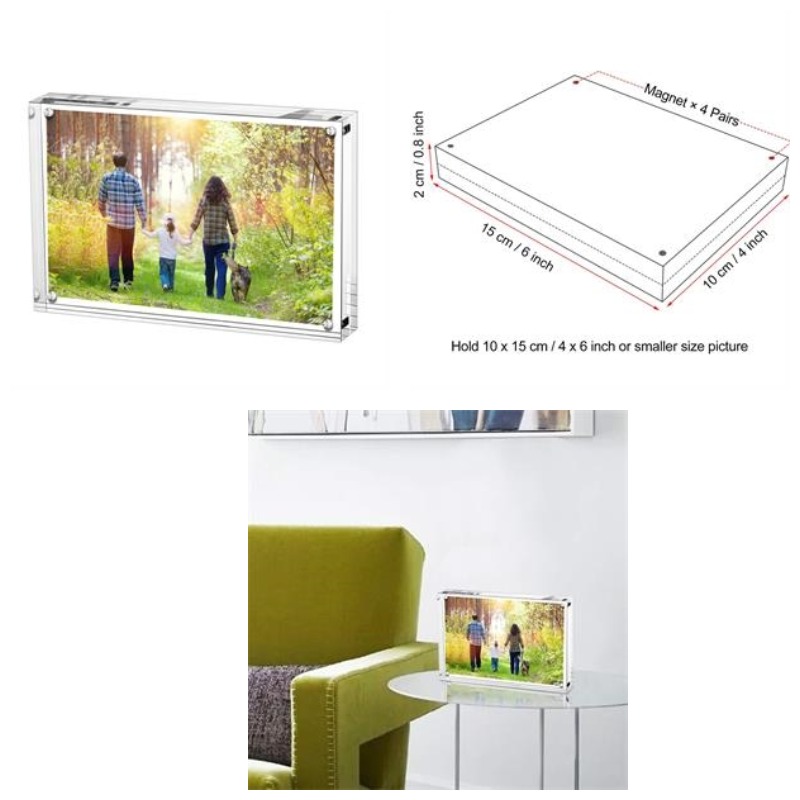 Magnet × 4 Pairs
2 cm / 0.8 inch
15 cm / 6 inch
10 cm / 4 inch
Hold 10 x 15 cm / 4 x 6 inch or smaller size picture